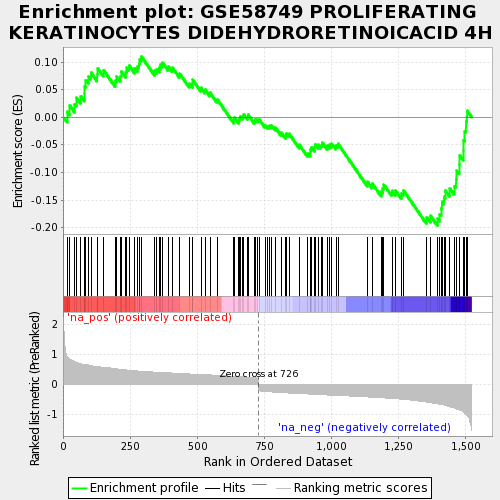 Enrichment plot: GSE58749 PROLIFERATING
KERATINOCYTES DIDEHYDRORETINOICACID 4H
Enrichment score (ES)
0.10
0.05
0.00
-0.05
-0.10
-0.15
-0.20
Ranked list metric (PreRanked)
2
1
0
-1
'na_pos' (positively correlated)
Zero cross at 726
'na_neg' (negatively correlated)
0
250
500
750
1,000
1,250
1,500
Rank in Ordered Dataset
Enrichment profile
Hits
Ranking metric scores